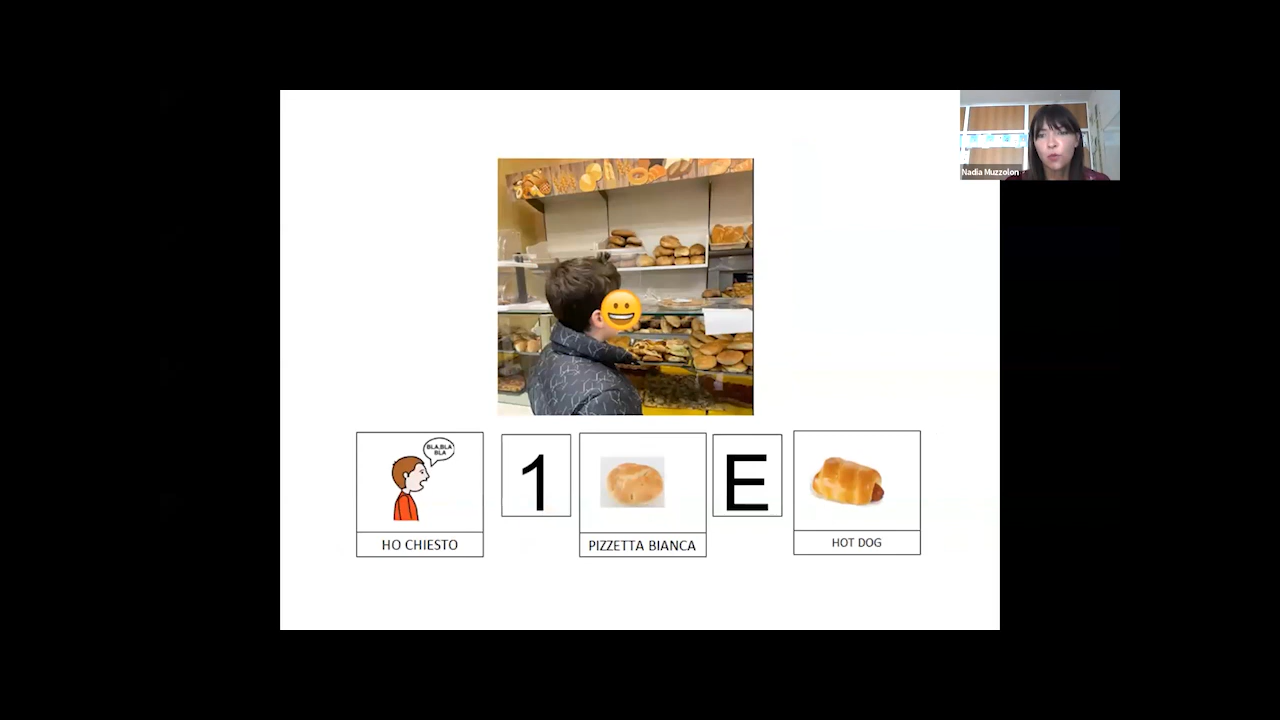 Nadia Muzzolon
BLA,BLA
BLA
1
E
HO CHIESTO
PIZZETTA BIANCA
HOT DOG